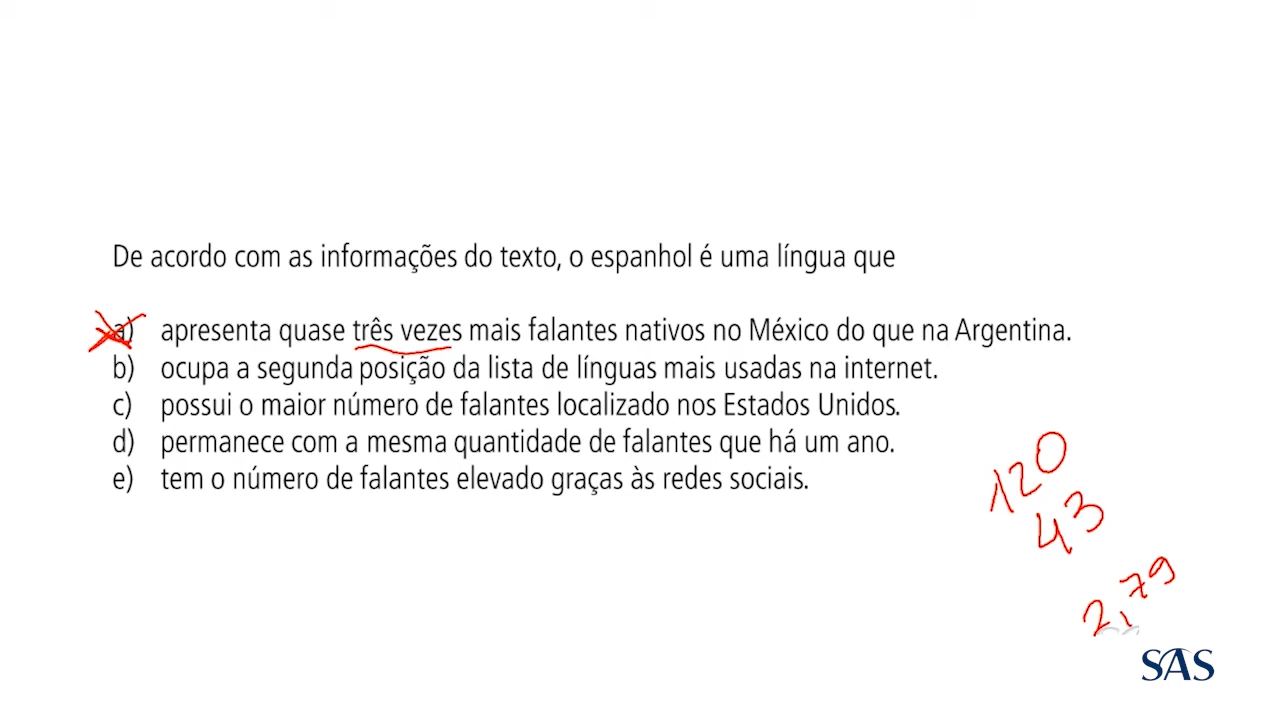 De acordo com as informações do texto, o espanhol é uma língua que
a) apresenta quase três vezes mais falantes nativos no México do que na Argentina.
b) ocupa a segunda posição da lista de línguas mais usadas na internet.
c) possui o maior número de falantes localizado nos Estados Unidos.
d) permanece com a mesma quantidade de falantes que há um ano.
e) tem o número de falantes elevado graças às redes sociais.
120
43
2,79
SAS